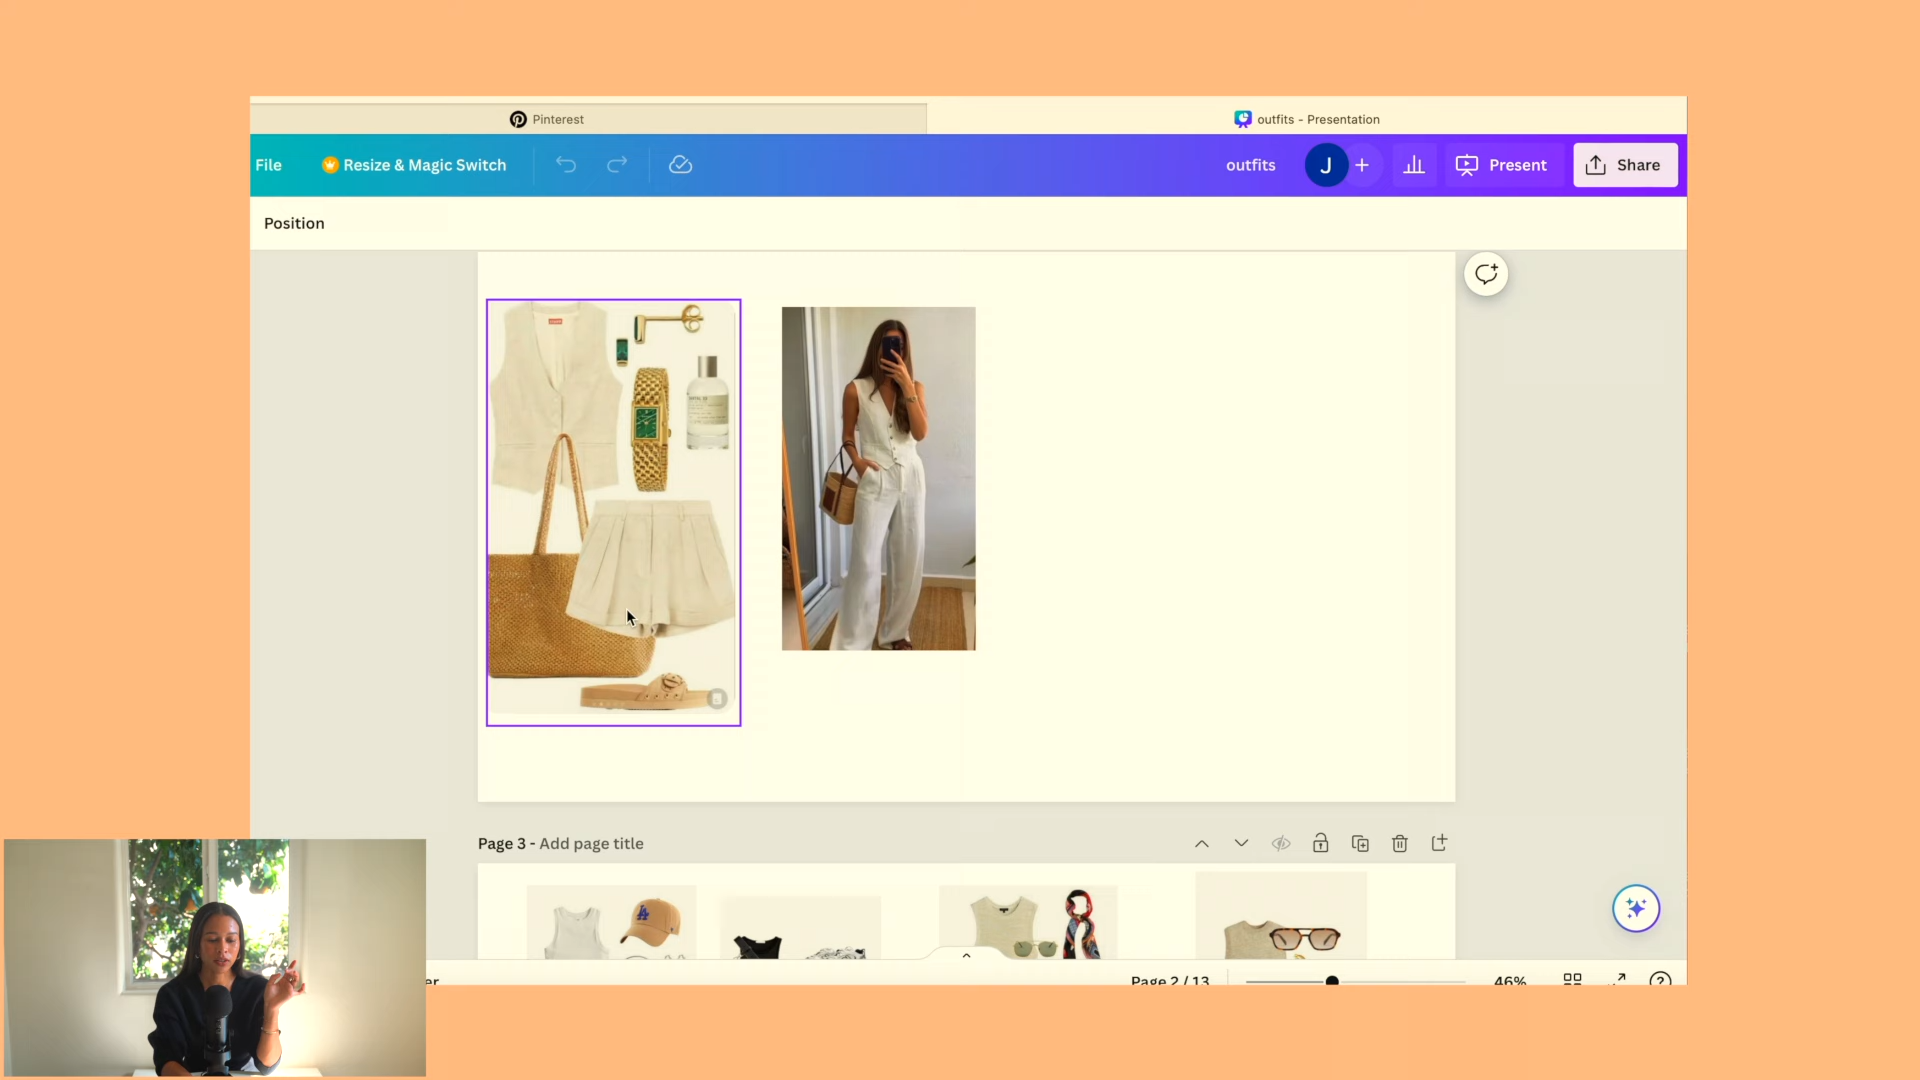 Pinterest
outfits - Presentation
File
Resize & Magic Switch
outfits
J
Present
Share
Position
Page 3 - Add page title
er
Page 2 / 13
46%